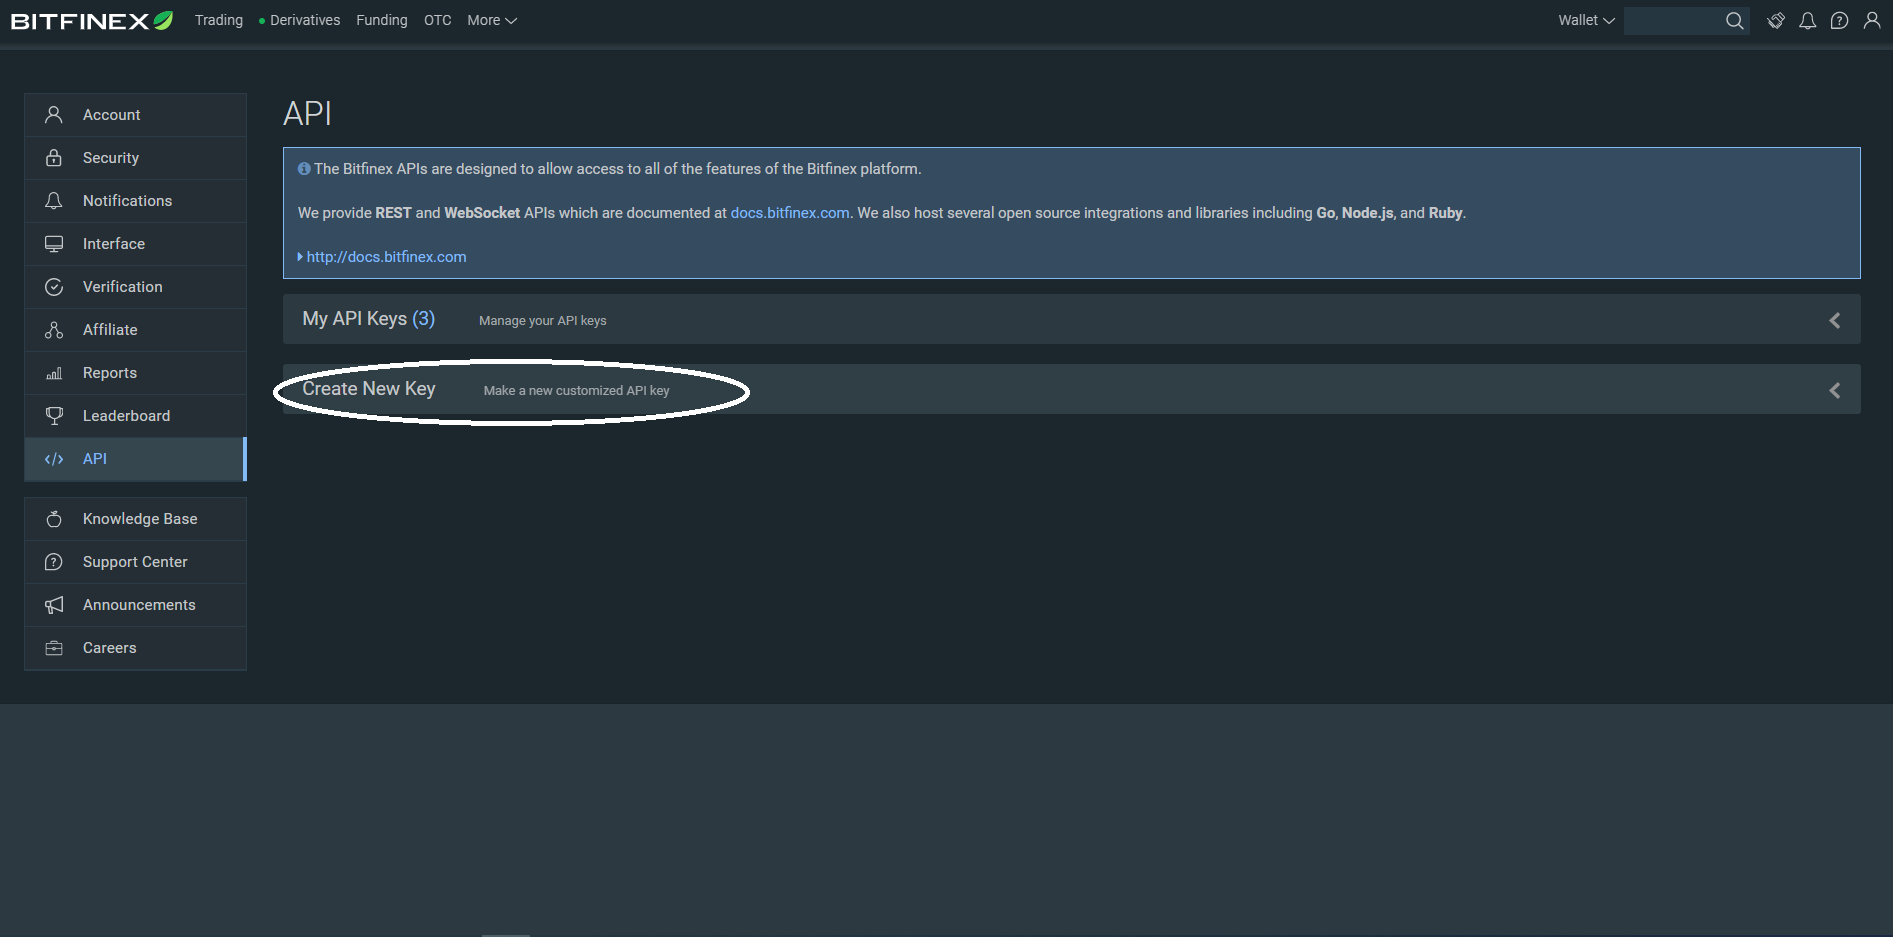 BITFINEX Trading Derivatives Funding OTC More Wallet
Account
Security
Notifications
Interface
Verification
Affiliate
Reports
Leaderboard
API
Knowledge Base
Support Center
Announcements
Careers
API
The Bitfinex APIs are designed to allow access to all of the features of the Bitfinex platform.
We provide REST and WebSocket APIs which are documented at docs.bitfinex.com. We also host several open source integrations and libraries including Go, Node.js, and Ruby.
http://docs.bitfinex.com
My API Keys (3) Manage your API keys
Create New Key Make a new customized API key